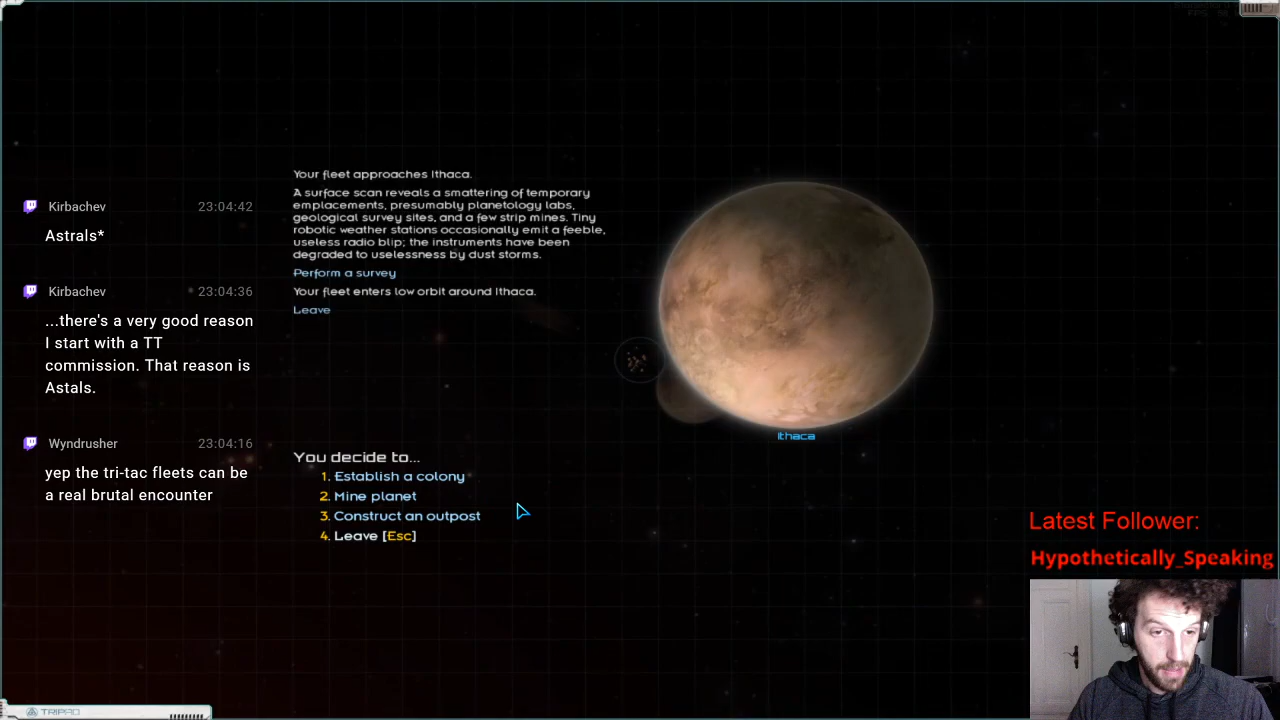 Kirbachev 23:04:42
Astrals*
Kirbachev 23:04:36
...there's a very good reason
I start with a TT
commission. That reason is
Astals.
Wyndrusher 23:04:16
yep the tri-tac fleets can be
a real brutal encounter
Your fleet approaches Ithaca.
A surface scan reveals a smattering of temporary
emplacements, presumably planetology labs,
geological survey sites, and a few strip mines. Tiny
robotic weather stations occasionally emit a feeble,
useless radio blip; the instruments have been
degraded to uselessness by dust storms.
Perform a survey
Your fleet enters low orbit around Ithaca.
Leave
You decide to...
1. Establish a colony
2. Mine planet
3. Construct an outpost
4. Leave [Esc]
Ithaca
Latest Follower:
Hypothetically_Speaking
TRIPAD